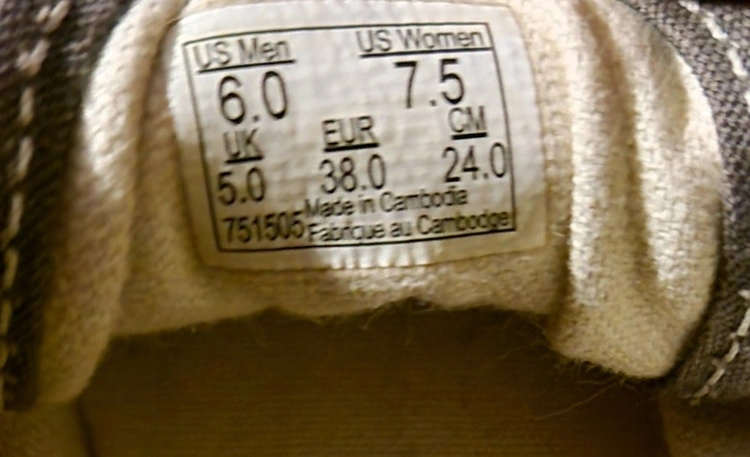 US Men US Women
6.0 7.5
UK EUR CM
5.0 38.0 24.0
Made in Cambodia
751505 Fabrique au Cambodge